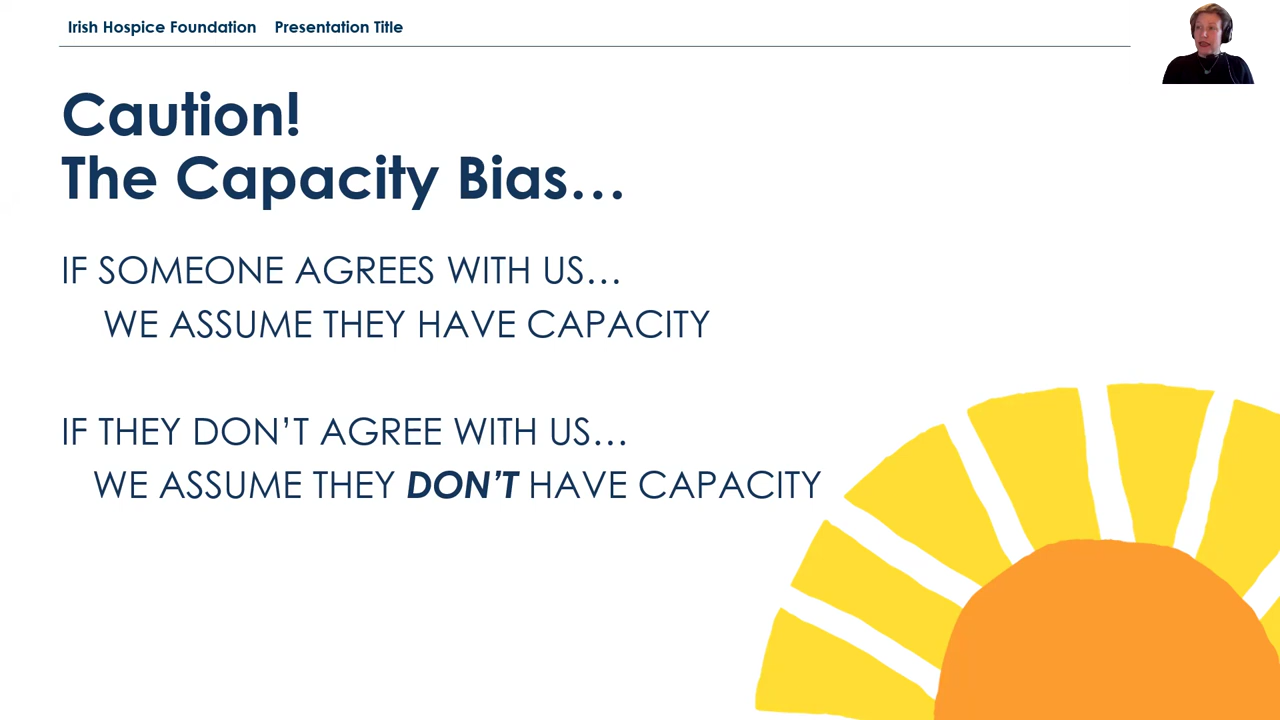 Irish Hospice Foundation Presentation Title
Caution!
The Capacity Bias…
IF SOMEONE AGREES WITH US…
WE ASSUME THEY HAVE CAPACITY
IF THEY DON’T AGREE WITH US…
WE ASSUME THEY DON’T HAVE CAPACITY